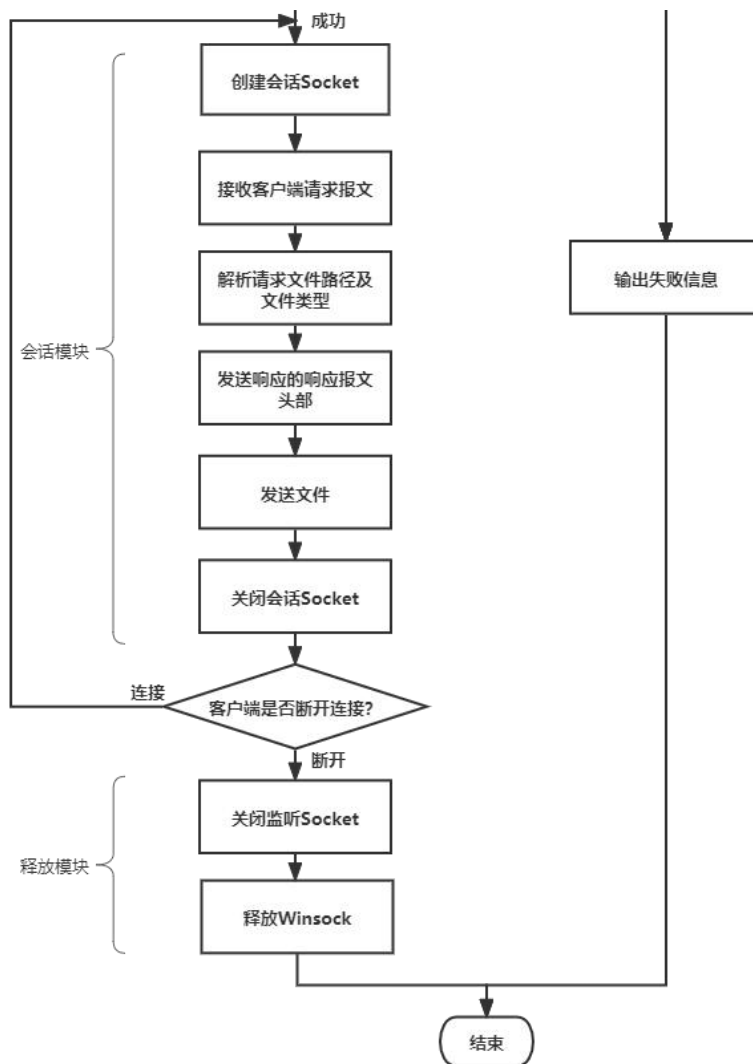 成功
创建会话Socket
接收客户端请求报文
解析请求文件路径及
文件类型
输出失败信息
会话模块
发送响应的响应报文
头部
发送文件
关闭会话Socket
连接
客户端是否断开连接?
断开
关闭监听Socket
释放模块
释放Winsock
结束